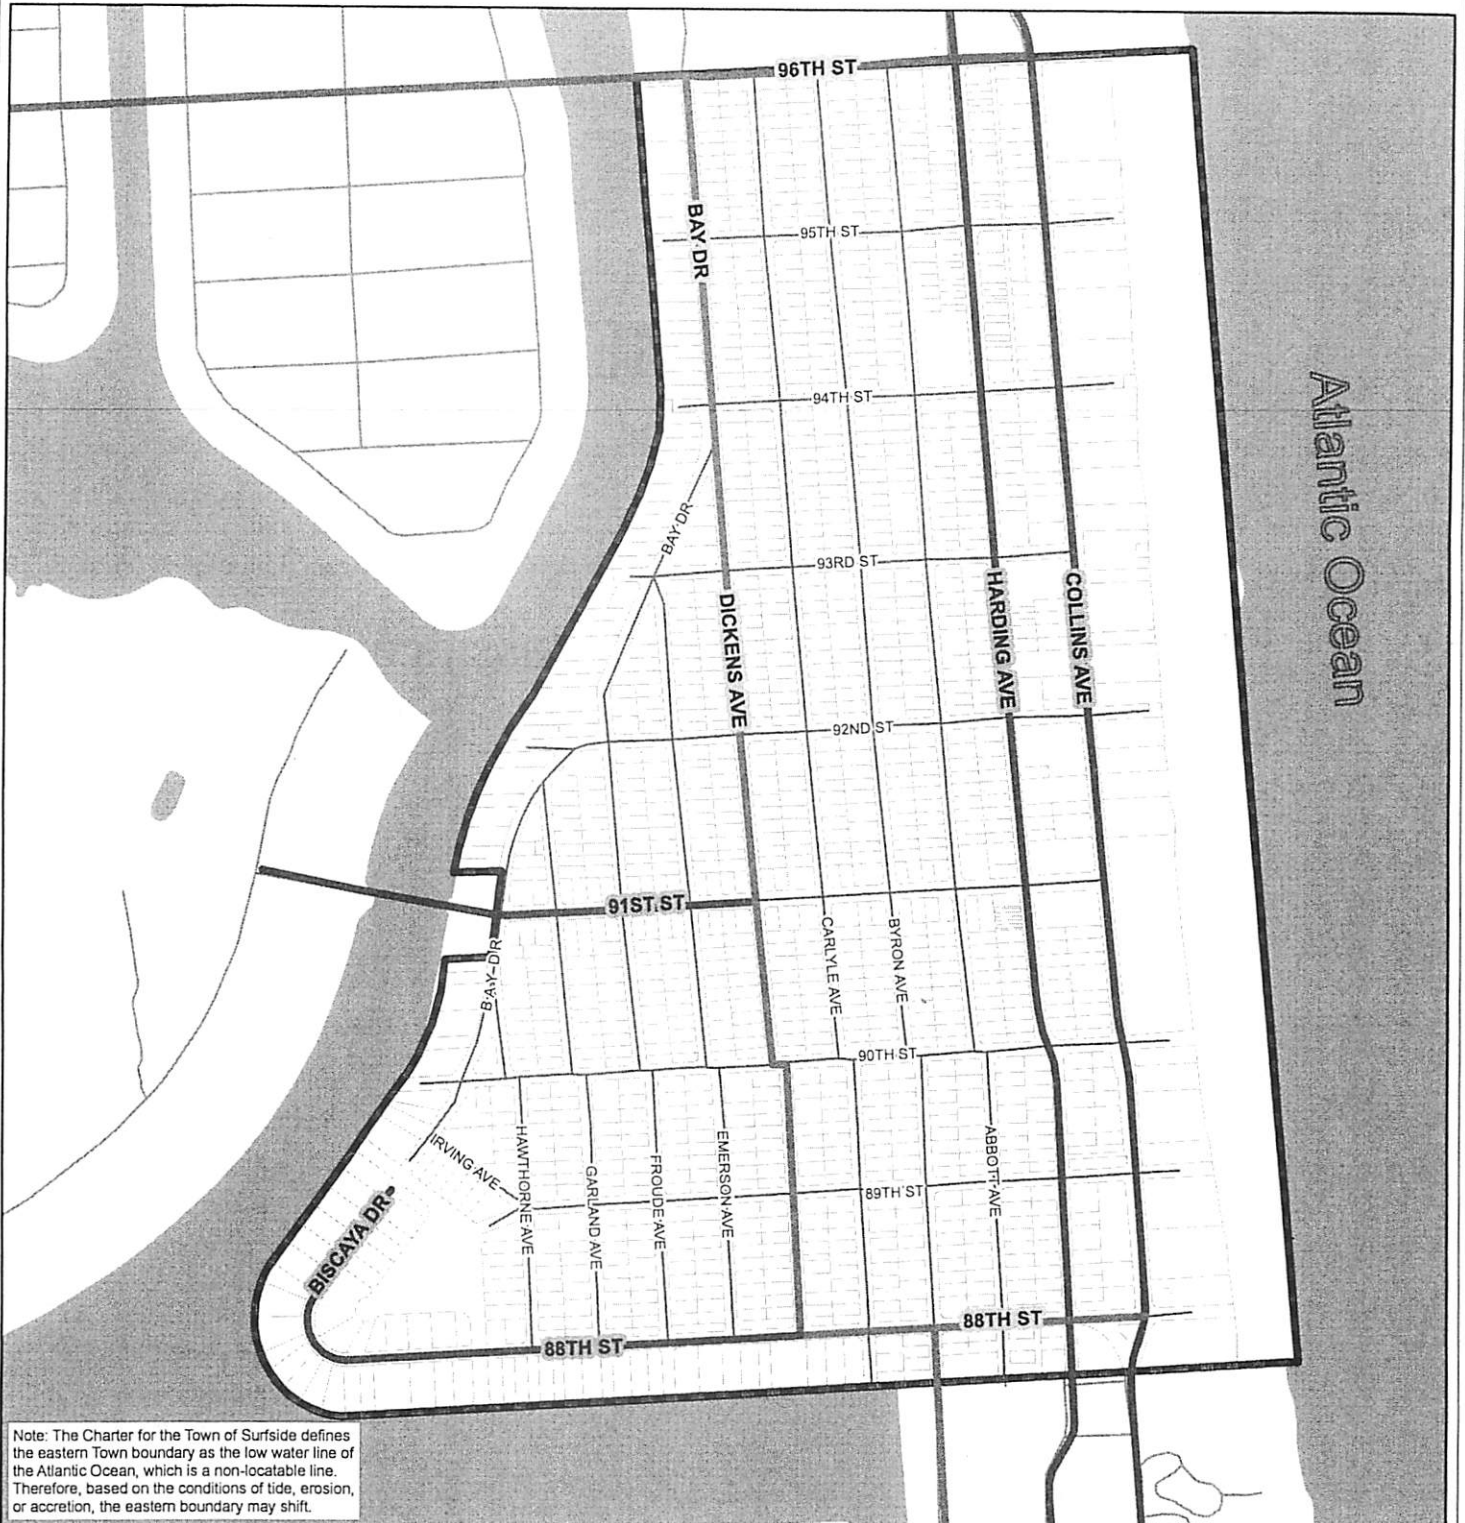 96TH ST
BAY DR
95TH ST
Atlantic Ocean
94TH ST
BAY DR
93RD ST
DICKENS AVE
HARDING AVE
COLLINS AVE
92ND ST
91ST ST
CARLYLE AVE
BYRON AVE
BAY DR
90TH ST
IRVING AVE
HAWTHORNE AVE
GARLAND AVE
FROUDE AVE
EMERSON AVE
ABBOTT AVE
89TH ST
BISCAYA DR
88TH ST
88TH ST
Note: The Charter for the Town of Surfside defines
the eastern Town boundary as the low water line of
the Atlantic Ocean, which is a non-locatable line.
Therefore, based on the conditions of tide, erosion,
or accretion, the eastern boundary may shift.